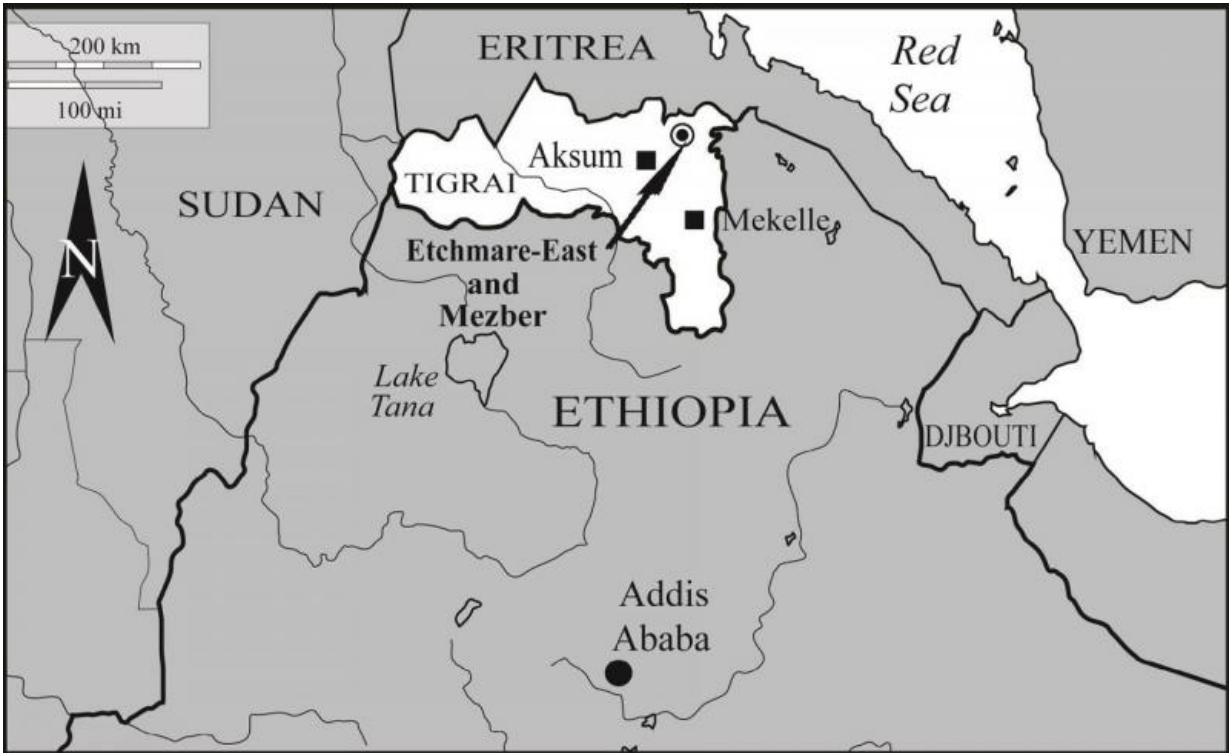 200 km
100 mi
ERITREA
Red
Sea
Aksum
TIGRAI
SUDAN
Mekelle
Etchmare-East
and
Mezber
YEMEN
N
Lake
Tana
ETHIOPIA
DJBOUTI
Addis
Ababa